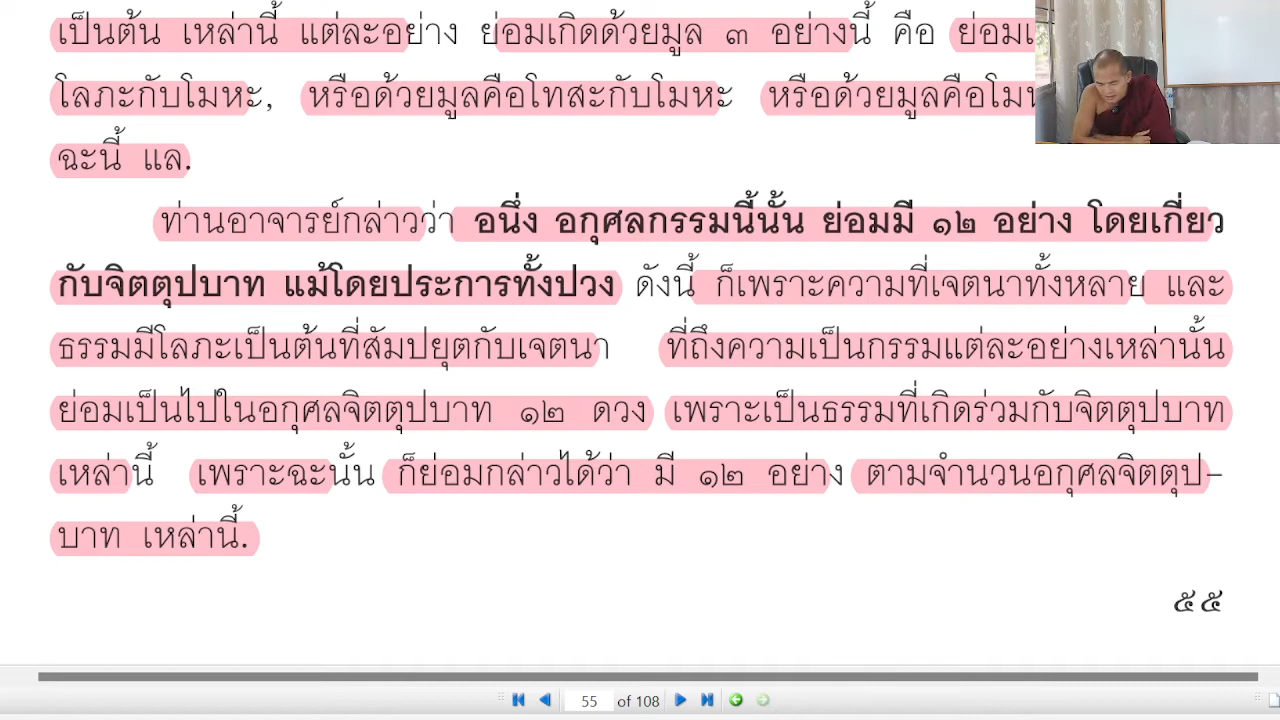 เป็นต้น เหล่านี้ แต่ละอย่าง ย่อมเกิดด้วยมูล ๓ อย่างนี้ คือ
โลภะกับโมหะ, หรือด้วยมูลคือโทสะกับโมหะ หรือด้วยมูลคือ
ฉะนี้ แล.
ท่านอาจารย์กล่าวว่า อนึ่ง อกุศลกรรมนี้นั้น ย่อมมี ๑๒ อย่าง โดยเกี่ยว
กับจิตตุปบาท แม้โดยประการทั้งปวง ดังนี้ ก็เพราะความที่เจตนาทั้งหลาย และ
ธรรมมีโลภะเป็นต้นที่สัมปยุตกับเจตนา ที่ถึงความเป็นกรรมแต่ละอย่างเหล่านั้น
ย่อมเป็นไปในอกุศลจิตตุปบาท ๑๒ ดวง เพราะเป็นธรรมที่เกิดร่วมกับจิตตุปบาท
เหล่านี้ เพราะฉะนั้น ก็ย่อมกล่าวได้ว่า มี ๑๒ อย่าง ตามจำนวนอกุศลจิตตุป-
บาท เหล่านี้.
๕๕
55 of 108